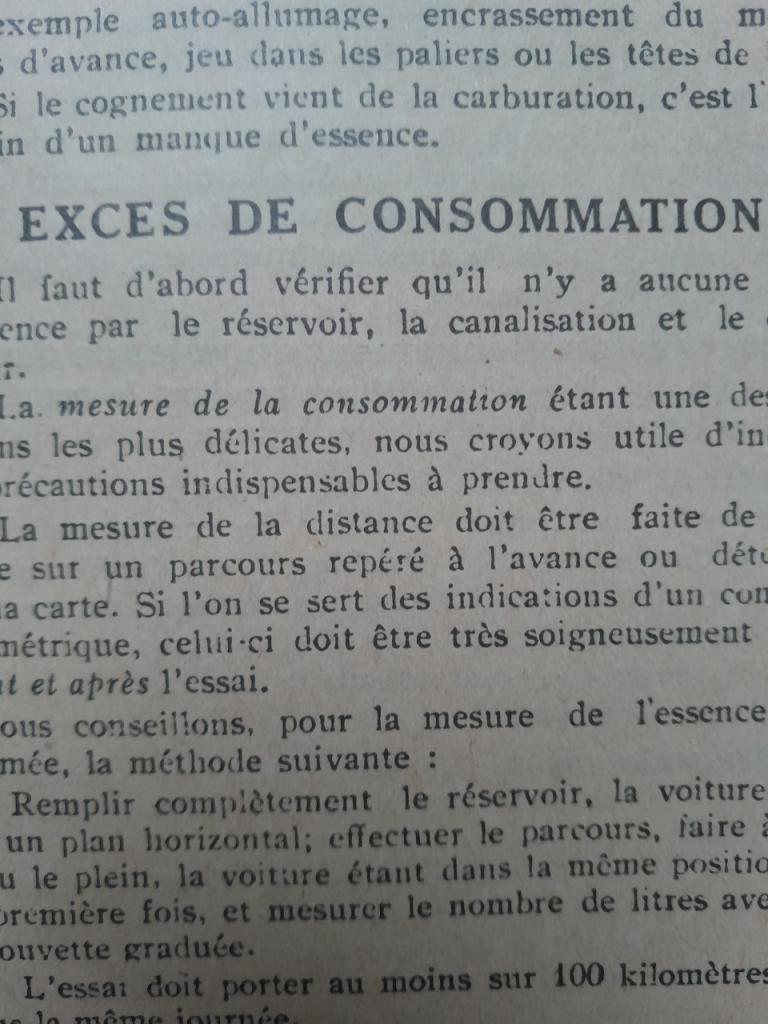 exemple auto-allumage, encrassement du m
s d'avance, jeu dans les paliers ou les têtes de
Si le cognement vient de la carburation, c'est l'
in d'un manque d'essence.
EXCES DE CONSOMMATION
Il faut d'abord vérifier qu'il n'y a aucune
ence par le réservoir, la canalisation et le
r.
La mesure de la consommation étant une des
ns les plus délicates, nous croyons utile d'in
précautions indispensables à prendre.
La mesure de la distance doit être faite de
e sur un parcours repéré à l'avance ou
la carte. Si l'on se sert des indications d'un com
métrique, celui-ci doit être très soigneusement
nt et après l'essai.
ous conseillons, pour la mesure de l'essence
mée, la méthode suivante :
Remplir complètement le réservoir, la voiture
un plan horizontal; effectuer le parcours, faire à
u le plein, la voiture étant dans la même positio
première fois, et mesurer le nombre de litres ave
ouvette graduée.
L'essai doit porter au moins sur 100 kilomètres
la même journée.